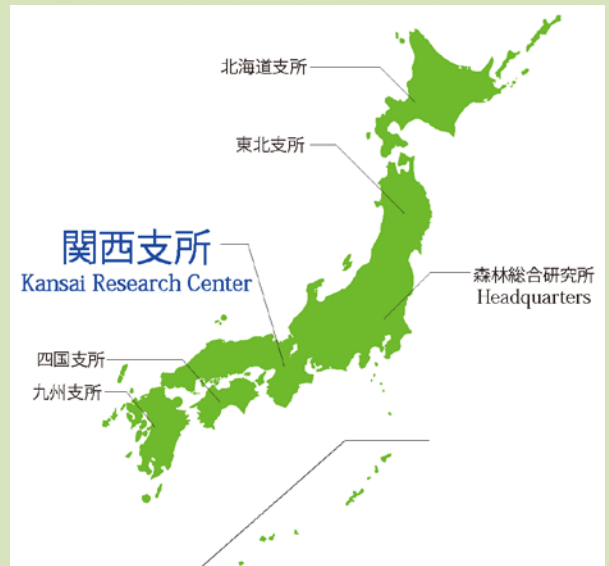 北海道支所
東北支所
関西支所
Kansai Research Center
森林総合研究所
Headquarters
四国支所
九州支所